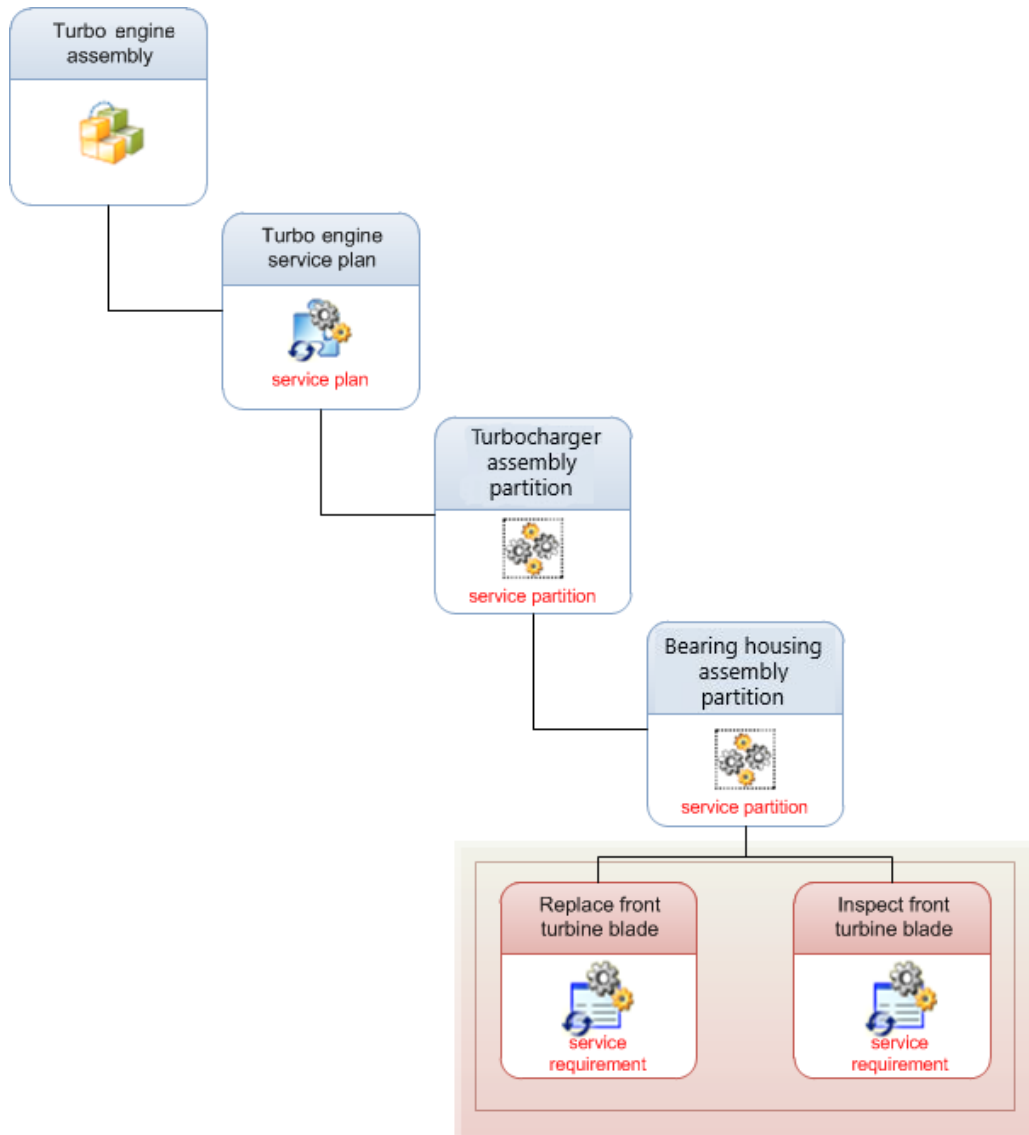 Turbo engine
assembly
Turbo engine
service plan
service plan
Turbocharger
assembly
partition
service partition
Bearing housing
assembly
partition
service partition
Replace front
turbine blade
service
requirement
Inspect front
turbine blade
service
requirement